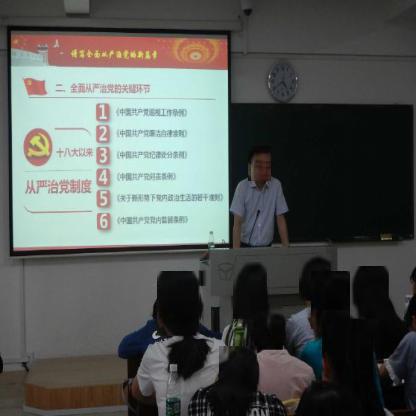 谱写全面从严治党的新篇章
二、全面从严治党的关键环节
十八大以来
从严治党制度
1 《中国共产党巡视工作条例》
2 《中国共产党廉洁自律准则》
3 《中国共产党纪律处分条例》
4 《中国共产党问责条例》
5 《关于新形势下党内政治生活的若干准则》
6 《中国共产党党内监督条例》